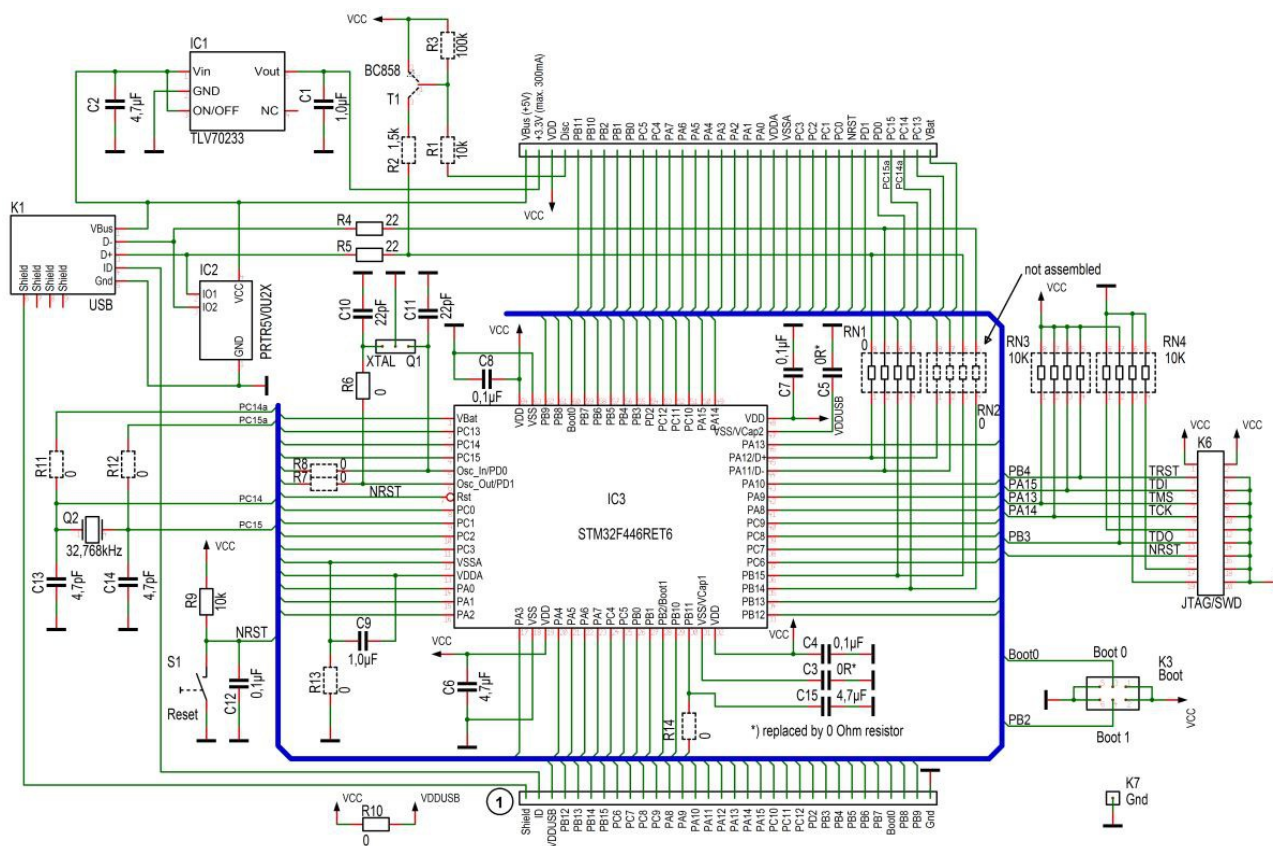 VCC
R3
100k
IC1
BC858
T1
Vin
Vout
GND
ON/OFF
NC
TLV70233
C2
4,7µF
C1
1,0µF
R2
1,5k
R1
10k
VBus (+5V)
+3.3V (max. 300mA)
VDD
Disc
PB11
PB10
PB2
PB1
PB0
PC5
PC4
PA7
PA6
PA5
PA4
PA3
PA2
PA1
PA0
VDDA
VSSA
PC3
PC2
PC1
PC0
NRST
PD1
PD0
PC15
PC14
PC13
VBat
PC15a
PC14a
VCC
K1
VBus
D-
D+
ID
Gnd
Shield
Shield
Shield
Shield
USB
R4
22
R5
22
IC2
IO1
IO2
VCC
GND
PRTR5V0U2X
C10
22pF
C11
22pF
XTAL
Q1
R6
0
VCC
C8
0,1µF
C7
0,1µF
C5
0R*
VDDUSB
RN1
0
RN2
0
not assembled
VCC
RN3
10K
RN4
10K
PC14a
PC15a
R11
0
R12
0
PC14
PC15
Q2
32,768kHz
C13
4,7pF
C14
4,7pF
R8
0
R7
0
NRST
VDD
VSS
PB9
PB8
Boot0
PB7
PB6
PB5
PB4
PB3
PD2
PC12
PC11
PC10
PA15
PA14
VBat
PC13
PC14
PC15
Osc_In/PD0
Osc_Out/PD1
Rst
PC0
PC1
PC2
PC3
VSSA
VDDA
PA0
PA1
PA2
IC3
STM32F446RET6
VDD
VSS/VCap2
PA13
PA12/D+
PA11/D-
PA10
PA9
PA8
PC9
PC8
PC7
PC6
PB15
PB14
PB13
PB12
PA3
VSS
VDD
PA4
PA5
PA6
PA7
PC4
PC5
PB0
PB1
PB2/Boot1
PB10
PB11
VSS/VCap1
VDD
VCC
K6
VCC
PB4
TRST
PA15
TDI
PA13
TMS
PA14
TCK
PB3
TDO
NRST
JTAG/SWD
VCC
R9
10k
NRST
S1
Reset
C12
0,1µF
C9
1,0µF
R13
0
VCC
C6
4,7µF
VCC
C4
0,1µF
C3
0R*
C15
4,7µF
R14
0
*) replaced by 0 Ohm resistor
Boot0
Boot 0
K3
Boot
VCC
PB2
Boot 1
VCC
VDDUSB
R10
0
1
Shield
ID
VDDUSB
PB12
PB13
PB14
PB15
PC6
PC7
PC8
PC9
PA8
PA9
PA10
PA11
PA12
PA13
PA14
PA15
PC10
PC11
PC12
PD2
PB3
PB4
PB5
PB6
PB7
Boot0
PB8
PB9
Gnd
K7
Gnd